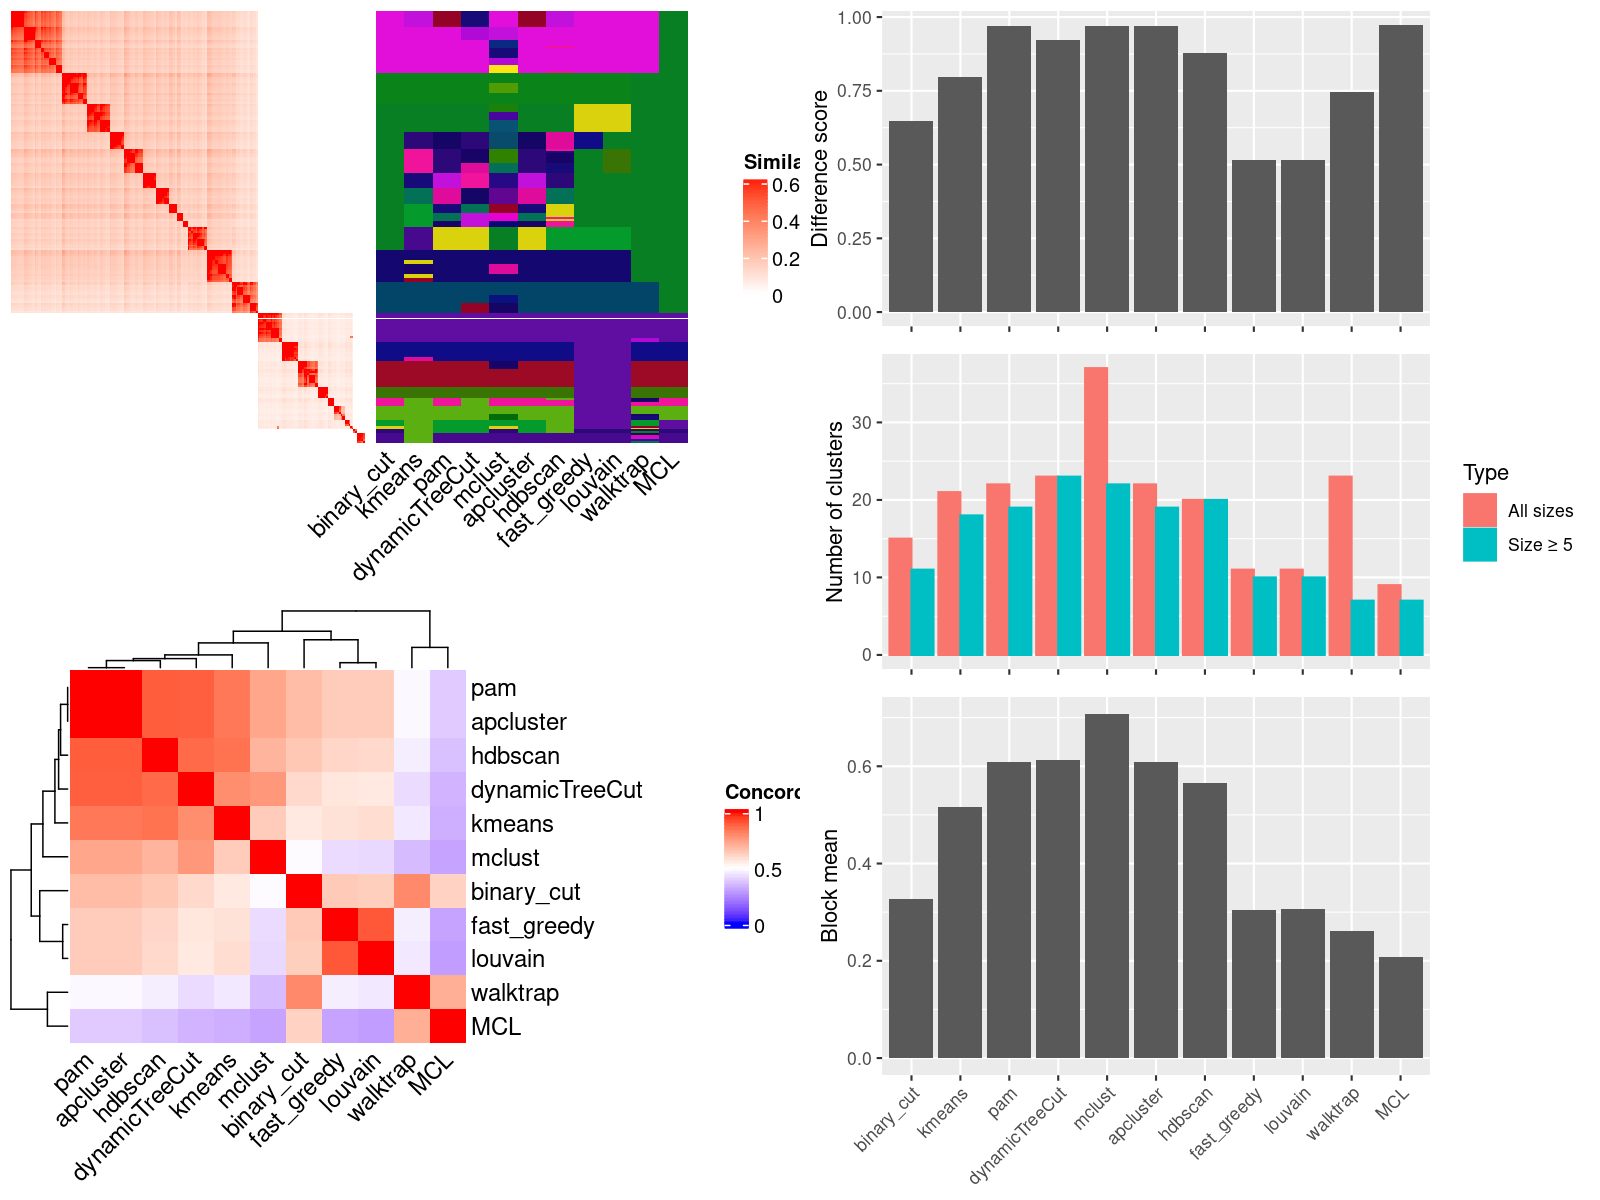 Simila
0.6
0.4
0.2
0
binary_cut
kmeans
pam
dynamicTreeCut
mclust
apcluster
hdbscan
fast_greedy
louvain
walktrap
MCL
Difference score
1.00
0.75
0.50
0.25
0.00
Number of clusters
30
20
10
0
Type
All sizes
Size ≥ 5
pam
apcluster
hdbscan
dynamicTreeCut
kmeans
mclust
binary_cut
fast_greedy
louvain
walktrap
MCL
pam
apcluster
hdbscan
dynamicTreeCut
kmeans
mclust
binary_cut
fast_greedy
louvain
walktrap
MCL
Concord
1
0.5
0
Block mean
0.6
0.4
0.2
0.0
binary_cut
kmeans
pam
dynamicTreeCut
mclust
apcluster
hdbscan
fast_greedy
louvain
walktrap
MCL